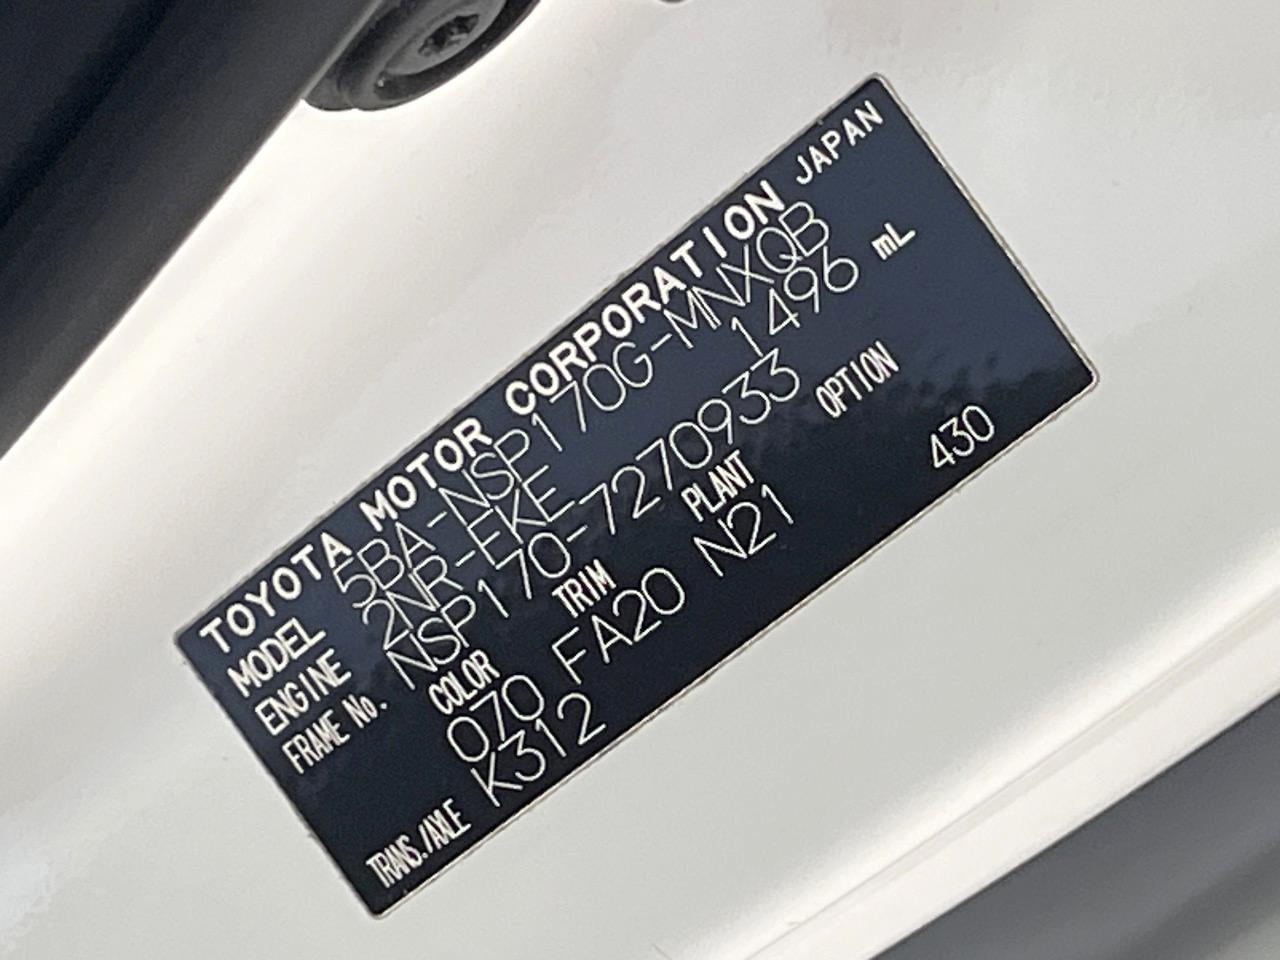 TOYOTA MOTOR CORPORATION JAPAN
MODEL 5BA-NSP170G-MNXQB
ENGINE 2NR-FKE 1496 mL
FRAME No. NSP170-7270933
COLOR TRIM PLANT OPTION
070 FA20 N21 430
TRANS./AXLE K312